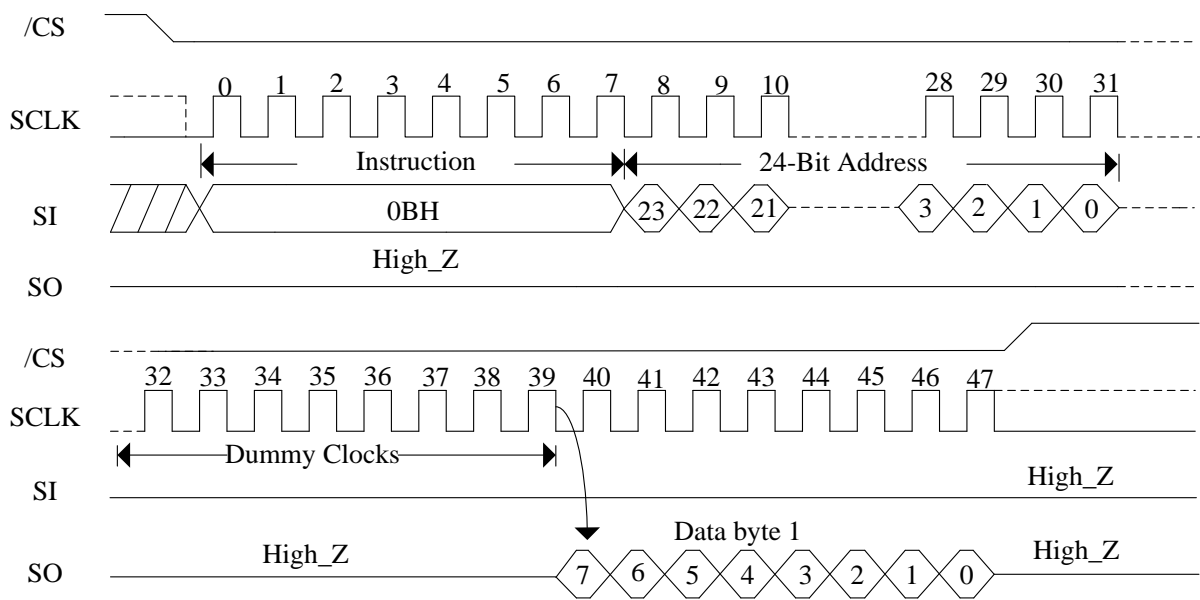 /CS
0 1 2 3 4 5 6 7 8 9 10 28 29 30 31
SCLK
Instruction 24-Bit Address
SI 0BH 23 22 21 3 2 1 0
High_Z
SO
/CS
32 33 34 35 36 37 38 39 40 41 42 43 44 45 46 47
SCLK
Dummy Clocks
SI High_Z
Data byte 1
SO High_Z 7 6 5 4 3 2 1 0 High_Z